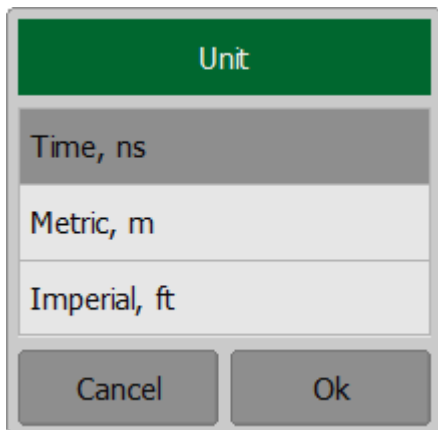 Unit
Time, ns
Metric, m
Imperial, ft
Cancel
Ok